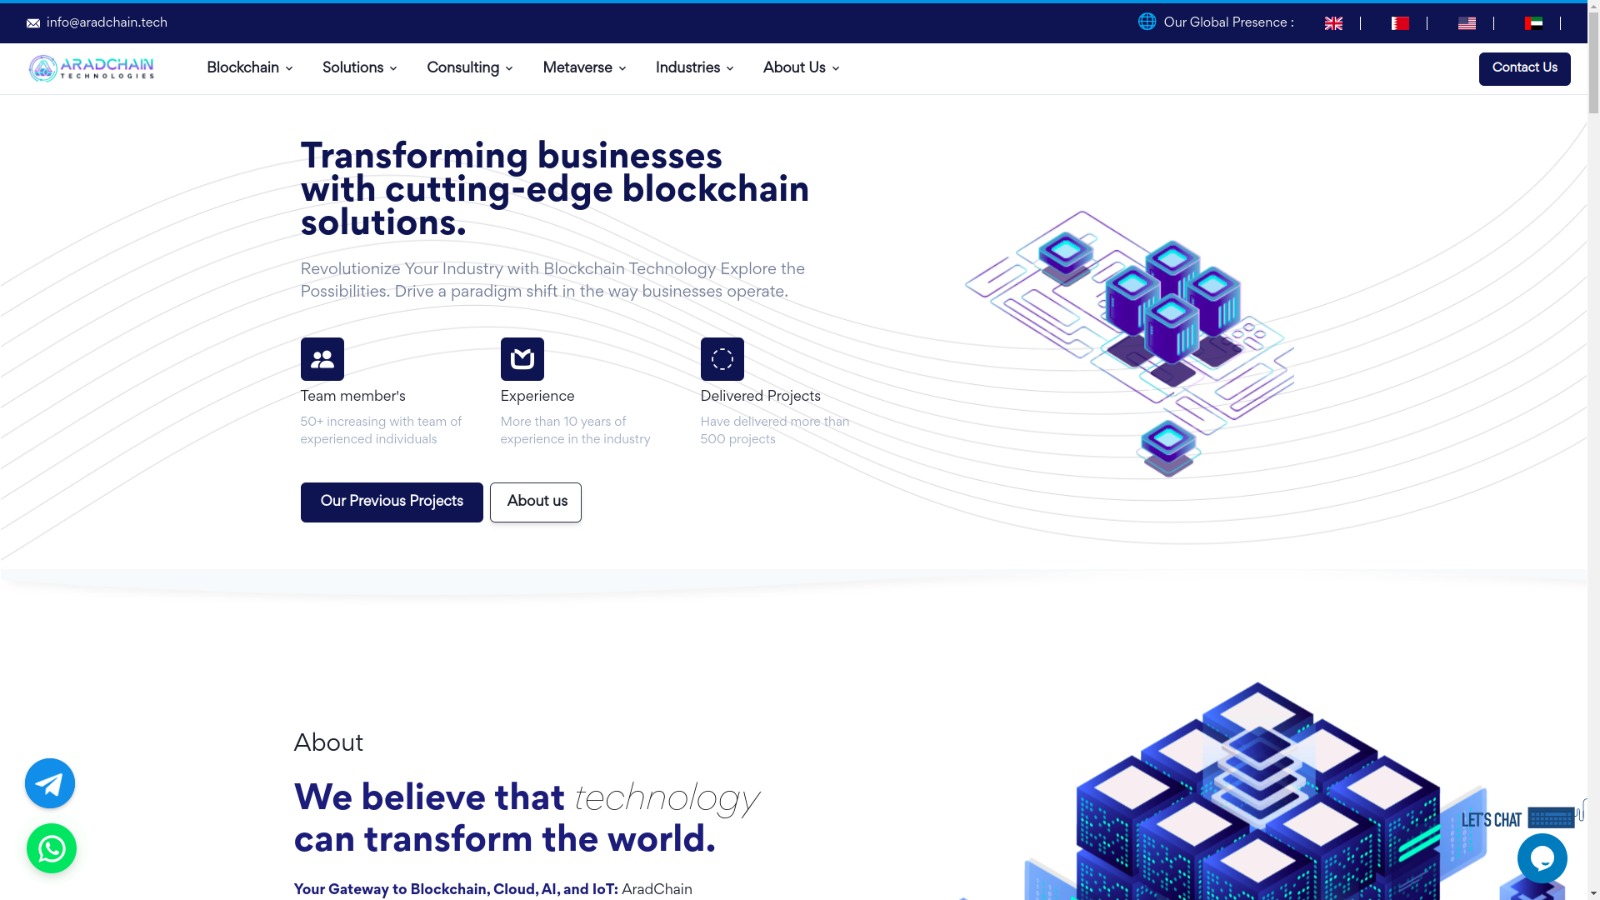 info@aradchain.tech
Our Global Presence :
ARADCHAIN
TECHNOLOGIES
Blockchain
Solutions
Consulting
Metaverse
Industries
About Us
Contact Us
Transforming businesses
with cutting-edge blockchain
solutions.
Revolutionize Your Industry with Blockchain Technology Explore the
Possibilities. Drive a paradigm shift in the way businesses operate.
Team member's
50+ increasing with team of
experienced individuals
Experience
More than 10 years of
experience in the industry
Delivered Projects
Have delivered more than
500 projects
Our Previous Projects
About us
About
We believe that technology
can transform the world.
Your Gateway to Blockchain, Cloud, AI, and IoT: AradChain
LET'S CHAT